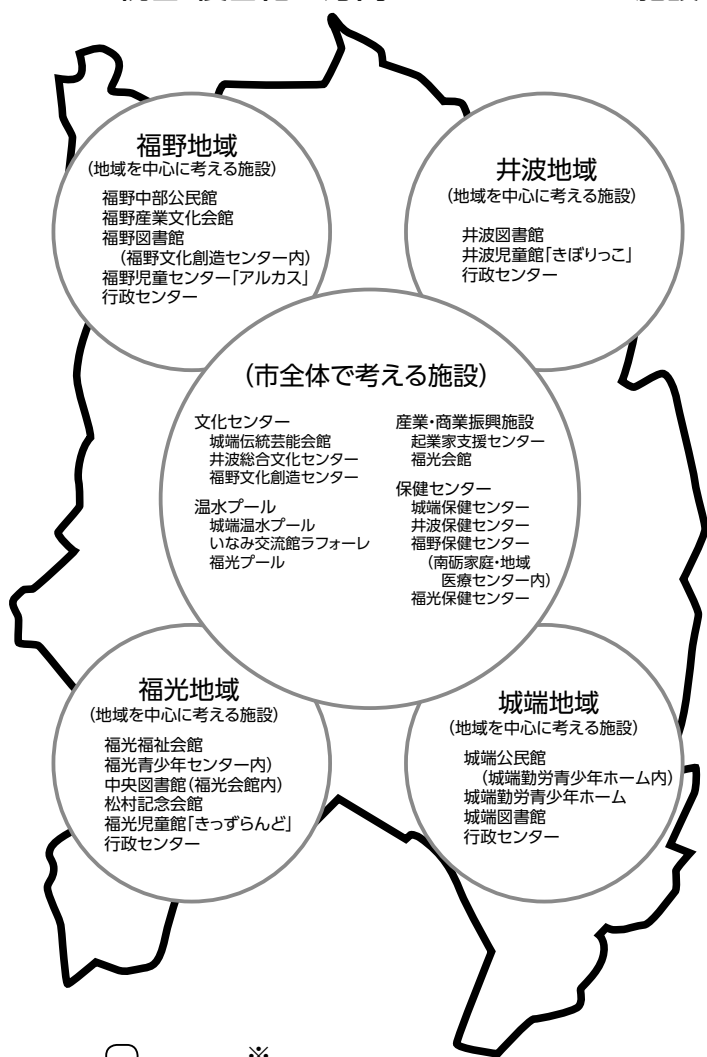 福野地域
(地域を中心に考える施設)
福野中部公民館
福野産業文化会館
福野図書館
(福野文化創造センター内)
福野児童センター「アルカス」
行政センター
井波地域
(地域を中心に考える施設)
井波図書館
井波児童館「きぼりっこ」
行政センター
(市全体で考える施設)
文化センター
城端伝統芸能会館
井波総合文化センター
福野文化創造センター
温水プール
城端温水プール
いなみ交流館ラフォーレ
福光プール
産業・商業振興施設
起業家支援センター
福光会館
保健センター
城端保健センター
井波保健センター
福野保健センター
(南砺家庭・地域
医療センター内)
福光保健センター
福光地域
(地域を中心に考える施設)
福光福祉会館
福光青少年センター内)
中央図書館(福光会館内)
松村記念会館
福光児童館「きっずらんど」
行政センター
城端地域
(地域を中心に考える施設)
城端公民館
(城端勤労青少年ホーム内)
城端勤労青少年ホーム
城端図書館
行政センター
※